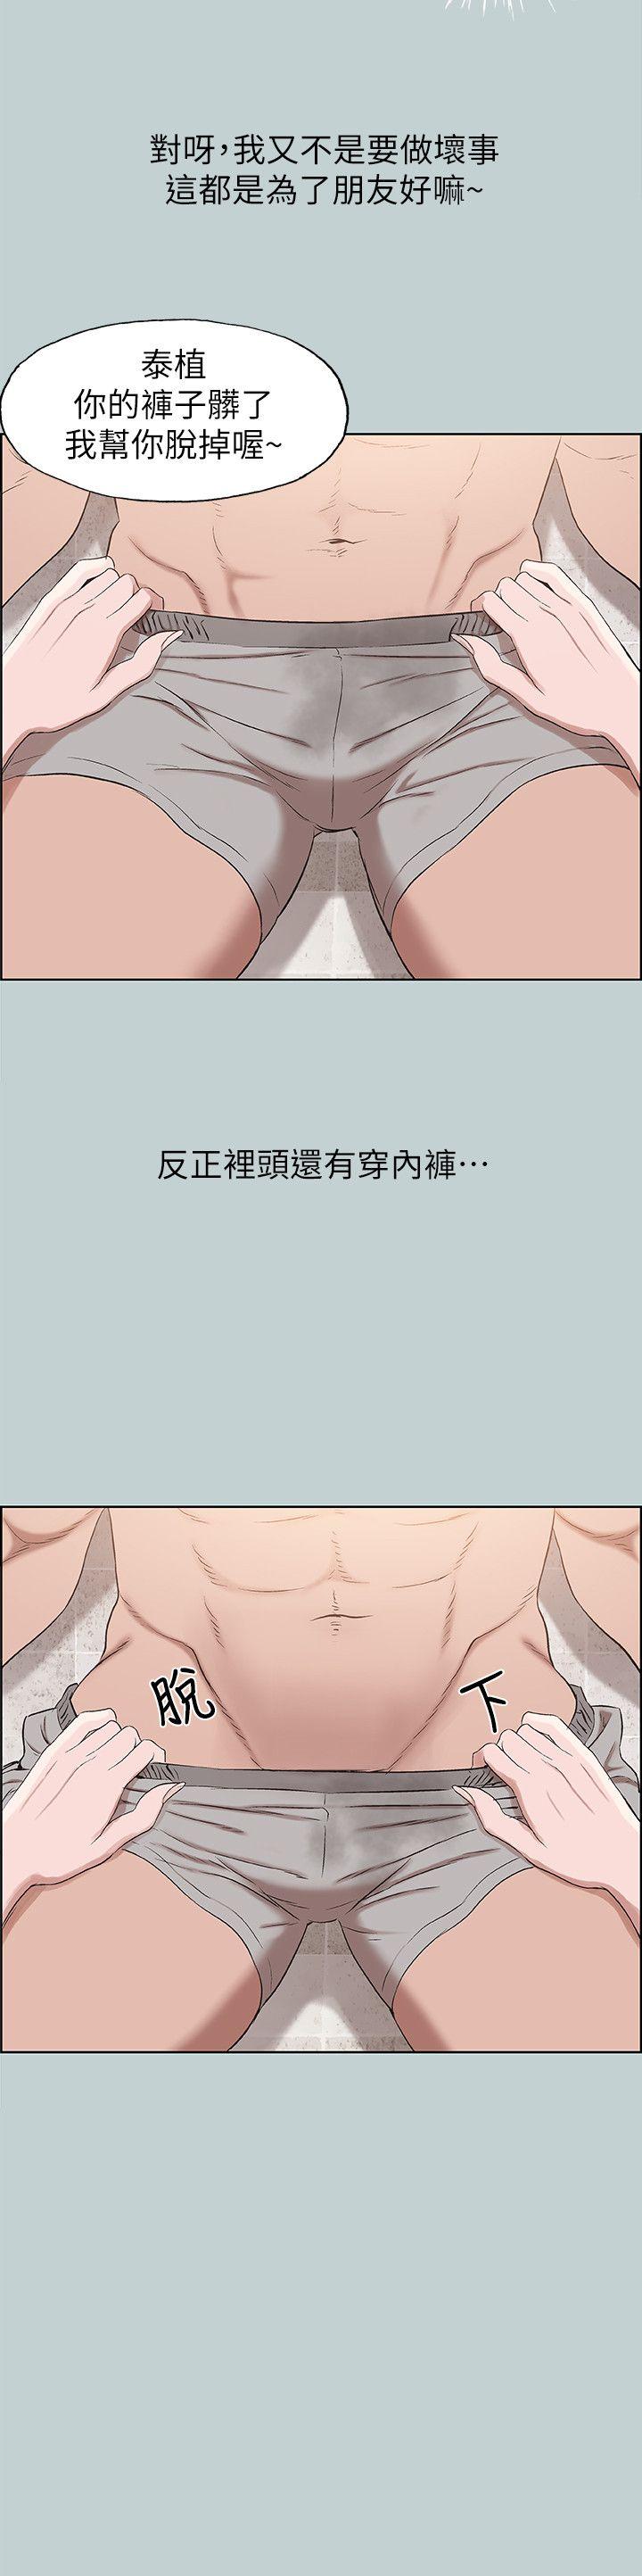 對呀，我又不是要做壞事
這都是為了朋友好嘛~
泰植
你的褲子髒了
我幫你脫掉喔~
反正裡頭還有穿內褲…
脫下